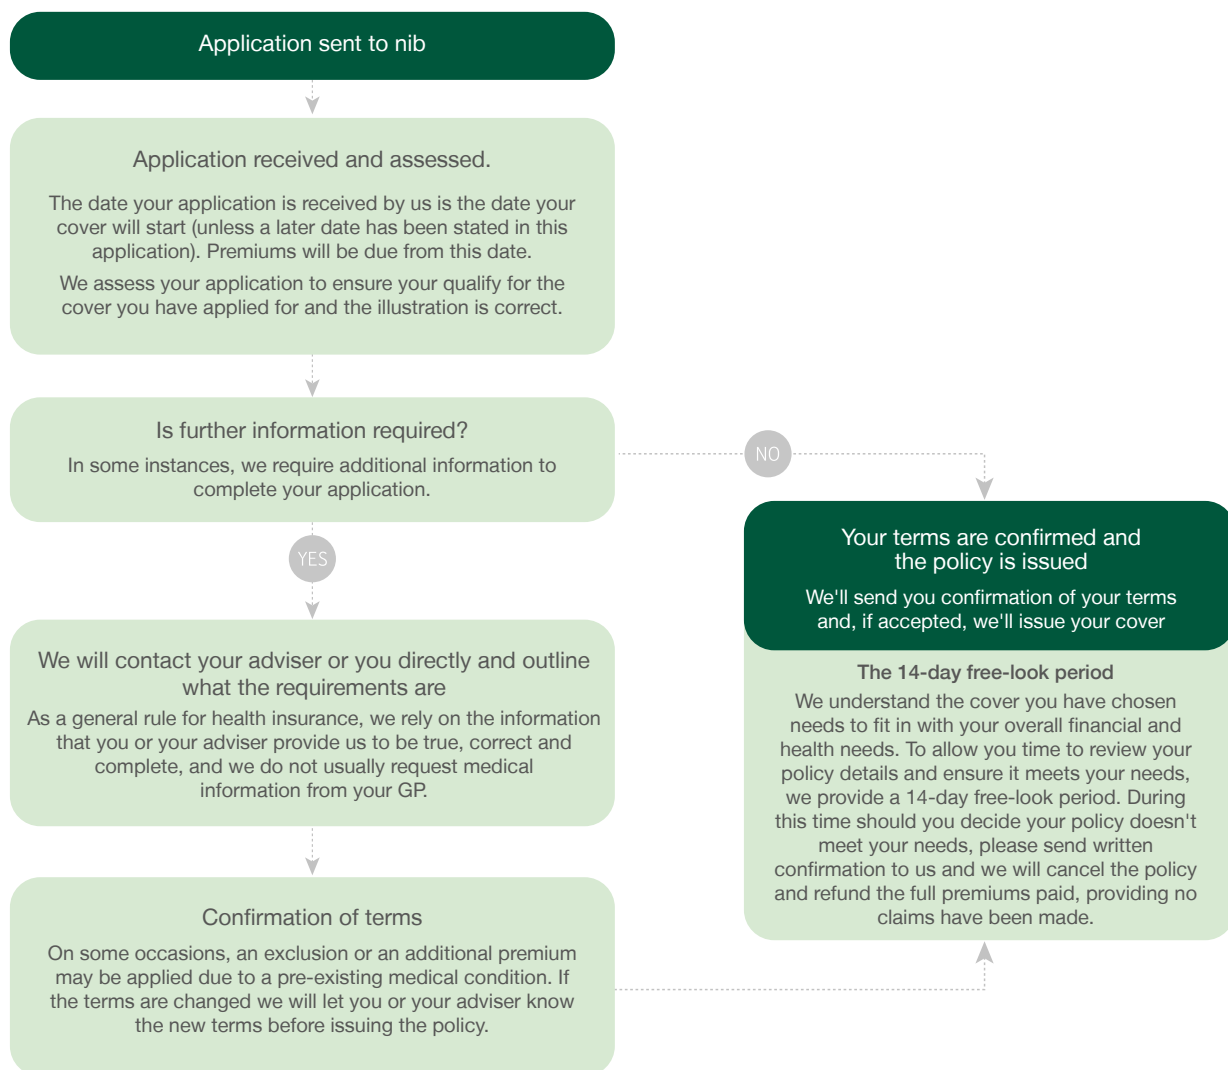 Application sent to nib
Application received and assessed.
The date your application is received by us is the date your
cover will start (unless a later date has been stated in this
application). Premiums will be due from this date.
We assess your application to ensure your qualify for the
cover you have applied for and the illustration is correct.
Is further information required?
In some instances, we require additional information to
complete your application.
NO
YES
We will contact your adviser or you directly and outline
what the requirements are
As a general rule for health insurance, we rely on the information
that you or your adviser provide us to be true, correct and
complete, and we do not usually request medical
information from your GP.
Confirmation of terms
On some occasions, an exclusion or an additional premium
may be applied due to a pre-existing medical condition. If
the terms are changed we will let you or your adviser know
the new terms before issuing the policy.
Your terms are confirmed and
the policy is issued
We'll send you confirmation of your terms
and, if accepted, we'll issue your cover
The 14-day free-look period
We understand the cover you have chosen
needs to fit in with your overall financial and
health needs. To allow you time to review your
policy details and ensure it meets your needs,
we provide a 14-day free-look period. During
this time should you decide your policy doesn't
meet your needs, please send written
confirmation to us and we will cancel the policy
and refund the full premiums paid, providing no
claims have been made.